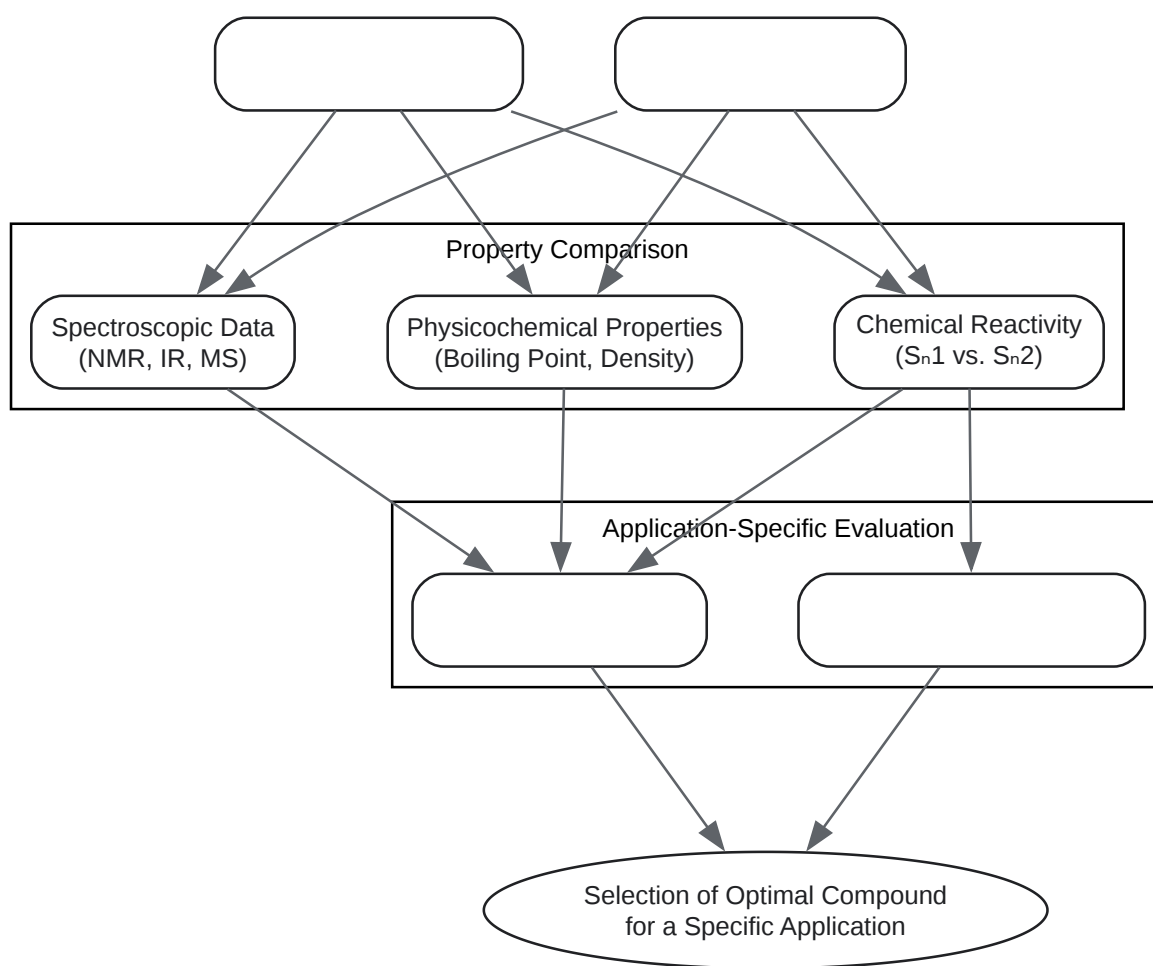 Property Comparison
Spectroscopic Data
(NMR, IR, MS)
Physicochemical Properties
(Boiling Point, Density)
Chemical Reactivity
(Sₙ1 vs. Sₙ2)
Application-Specific Evaluation
Selection of Optimal Compound
for a Specific Application